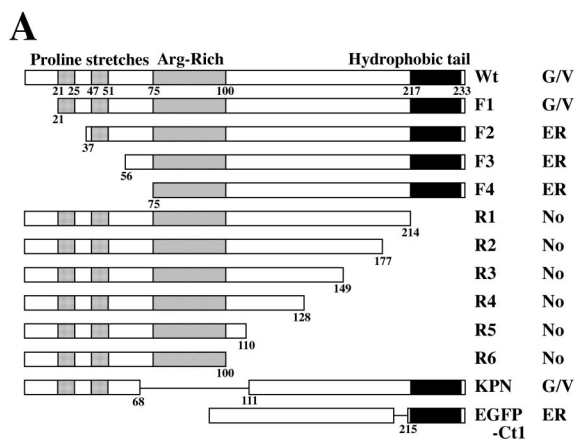 A
Proline stretches Arg-Rich Hydrophobic tail
Wt G/V
21 25 47 51 75 100 217 233
F1 G/V
21
F2 ER
37
F3 ER
56
F4 ER
75
R1 No
214
R2 No
177
R3 No
149
R4 No
128
R5 No
110
R6 No
100
KPN G/V
68 111
EGFP ER
215 -Ct1